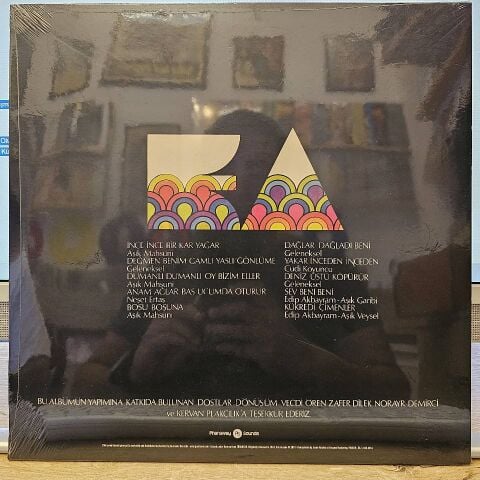 EA
İNCE İNCE BİR KAR YAĞAR
Aşık Mahsuni
DEĞMEN BENİM GAMLI YASLI GÖNLÜME
Geleneksel
DUMANLI DUMANLI OY BİZİM ELLER
Aşık Mahsuni
ANAM AĞLAR BAŞ UCUMDA OTURUR
Neşet Ertaş
BOŞU BOŞUNA
Aşık Mahsuni
DAĞLAR DAĞLADI BENİ
Geleneksel
YAKAR İNCEDEN İNCEDEN
Cudi Koyuncu
DENİZ ÜSTÜ KÖPÜRÜR
Geleneksel
SEV BENİ BENİ
Edip Akbayram-Aşık Garibi
KÜKREDİ ÇİMENLER
Edip Akbayram-Aşık Veysel
BU ALBÜMÜN YAPIMINA KATKIDA BULUNAN DOSTLAR, DÖNÜŞÜM, VECDİ ÖREN ZAFER DİLEK NORAYR DEMİRCİ
ve KERVAN PLAKÇILIK'A TEŞEKKÜR EDERİZ
Pharaway Sounds